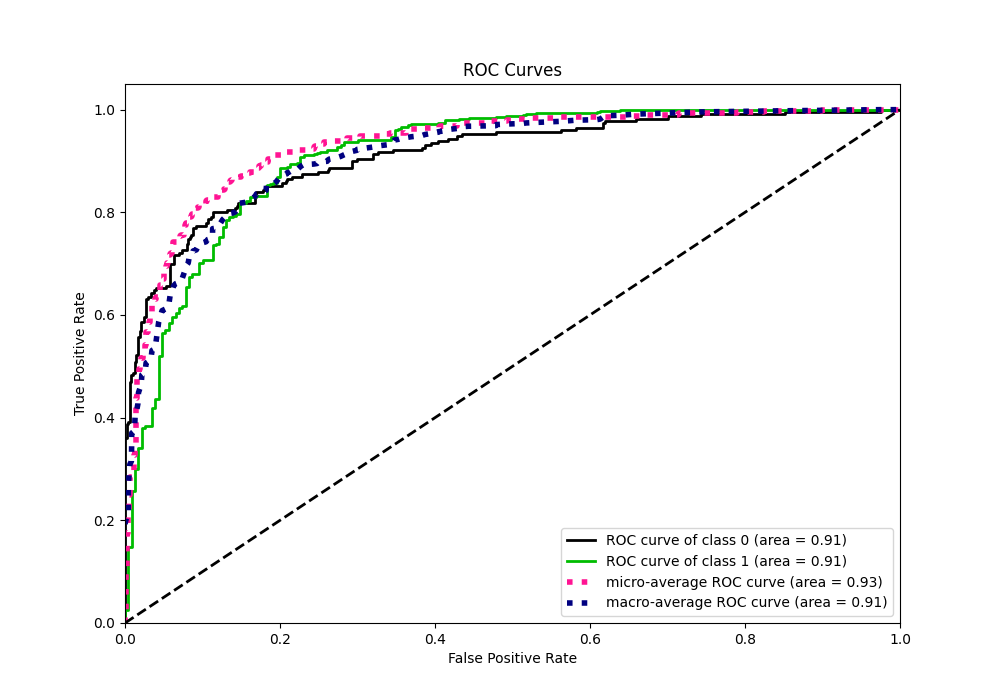 ROC Curves
True Positive Rate
1.0
0.8
0.6
0.4
0.2
0.0
0.0 0.2 0.4 0.6 0.8 1.0
False Positive Rate
ROC curve of class 0 (area = 0.91)
ROC curve of class 1 (area = 0.91)
micro-average ROC curve (area = 0.93)
macro-average ROC curve (area = 0.91)